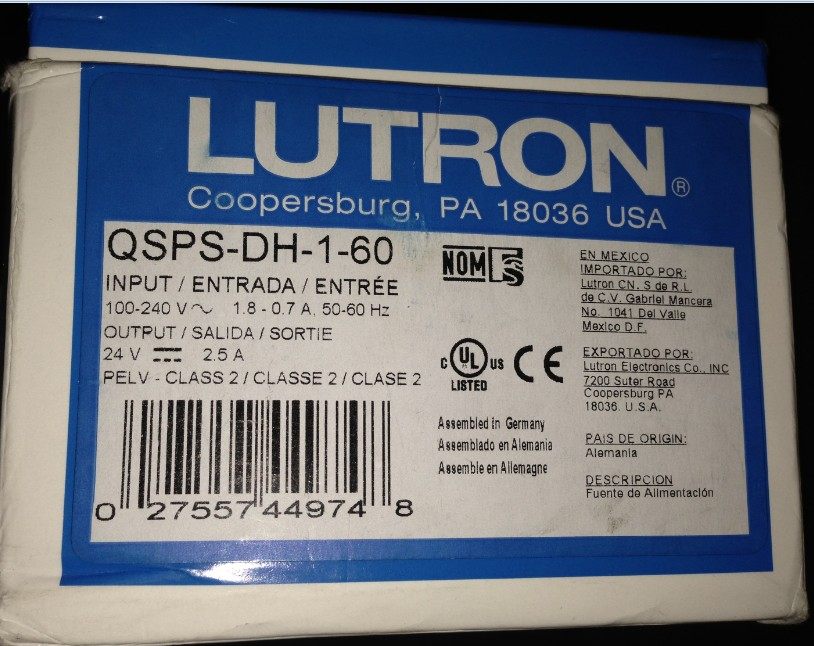 LUTRON®
Coopersburg, PA 18036 USA
QSPS-DH-1-60
INPUT / ENTRADA / ENTRÉE
100-240 V ~ 1.8 - 0.7 A, 50-60 Hz
OUTPUT / SALIDA / SORTIE
24 V ⎓ 2.5 A
PELV - CLASS 2 / CLASSE 2 / CLASE 2
0 27557 44974 8
NOM
C UL US
LISTED
CE
Assembled in Germany
Asemblado en Alemania
Assemble en Allemagne
EN MEXICO
IMPORTADO POR:
Lutron CN. S de R.L.
de C.V. Gabriel Mancera
No. 1041 Del Valle
Mexico D.F.
EXPORTADO POR:
Lutron Electronics Co., INC
7200 Suter Road
Coopersburg PA
18036. U.S.A.
PAIS DE ORIGIN:
Alemania
DESCRIPCION
Fuente de Alimentación